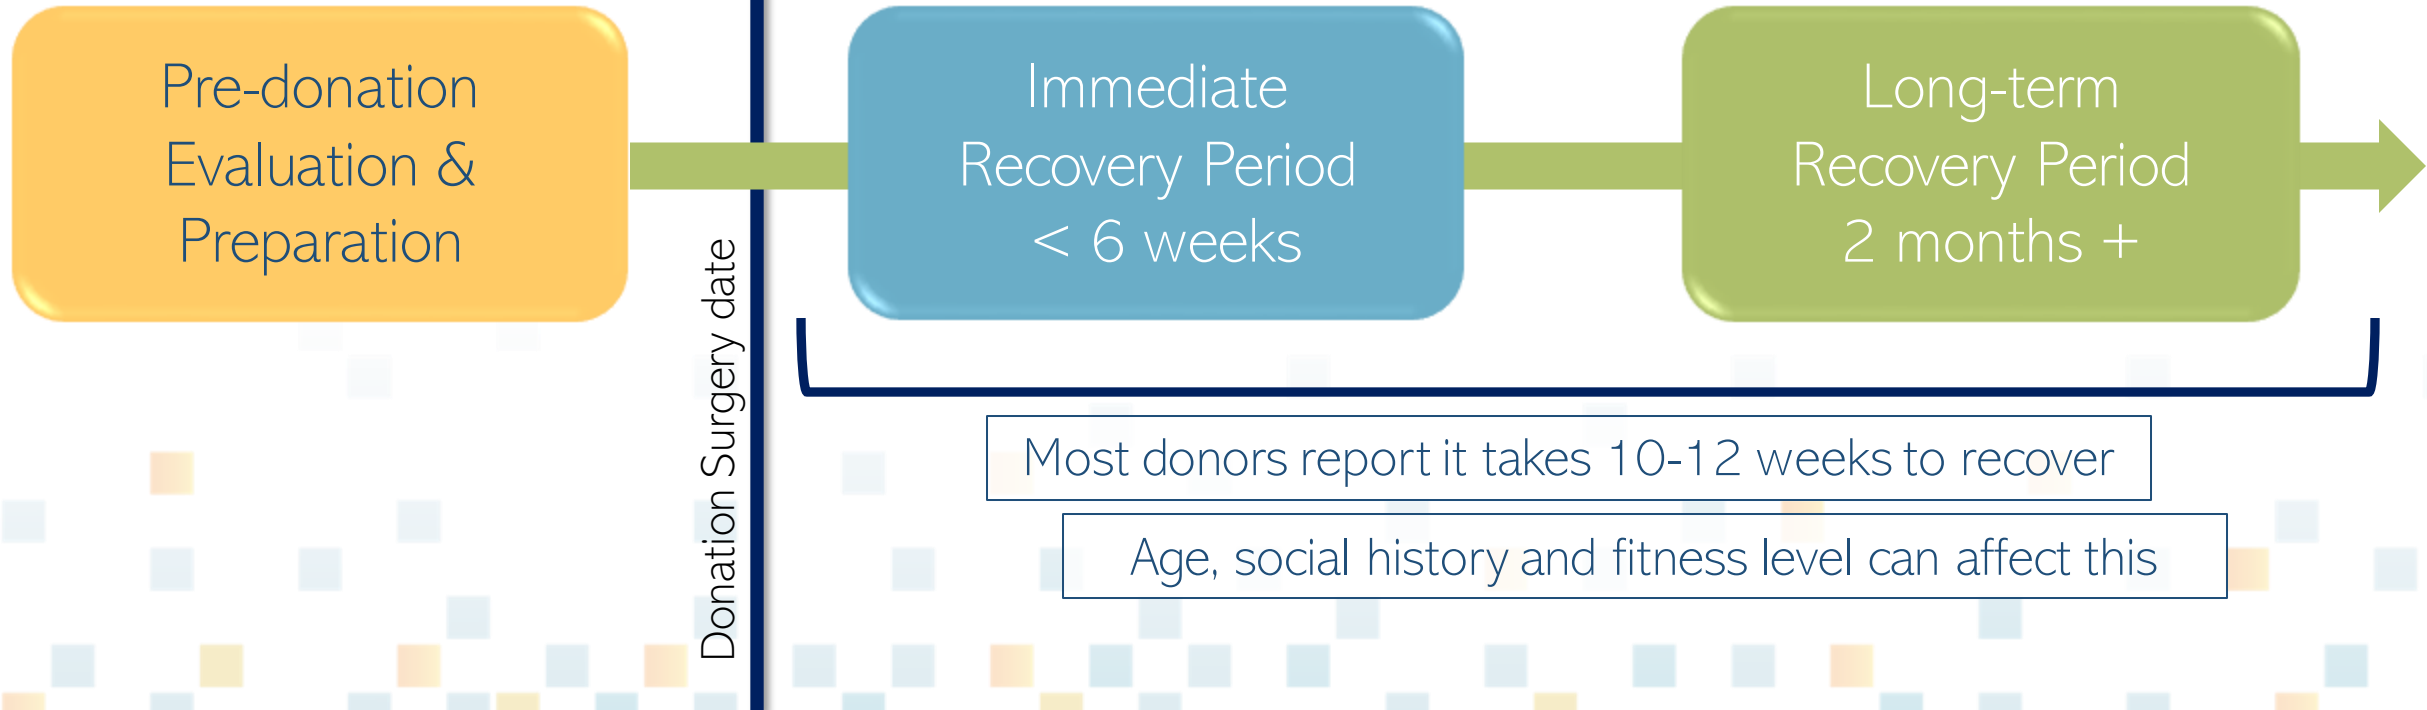 Pre-donation
Evaluation &
Preparation
Donation Surgery date
Immediate
Recovery Period
< 6 weeks
Long-term
Recovery Period
2 months +
Most donors report it takes 10-12 weeks to recover
Age, social history and fitness level can affect this